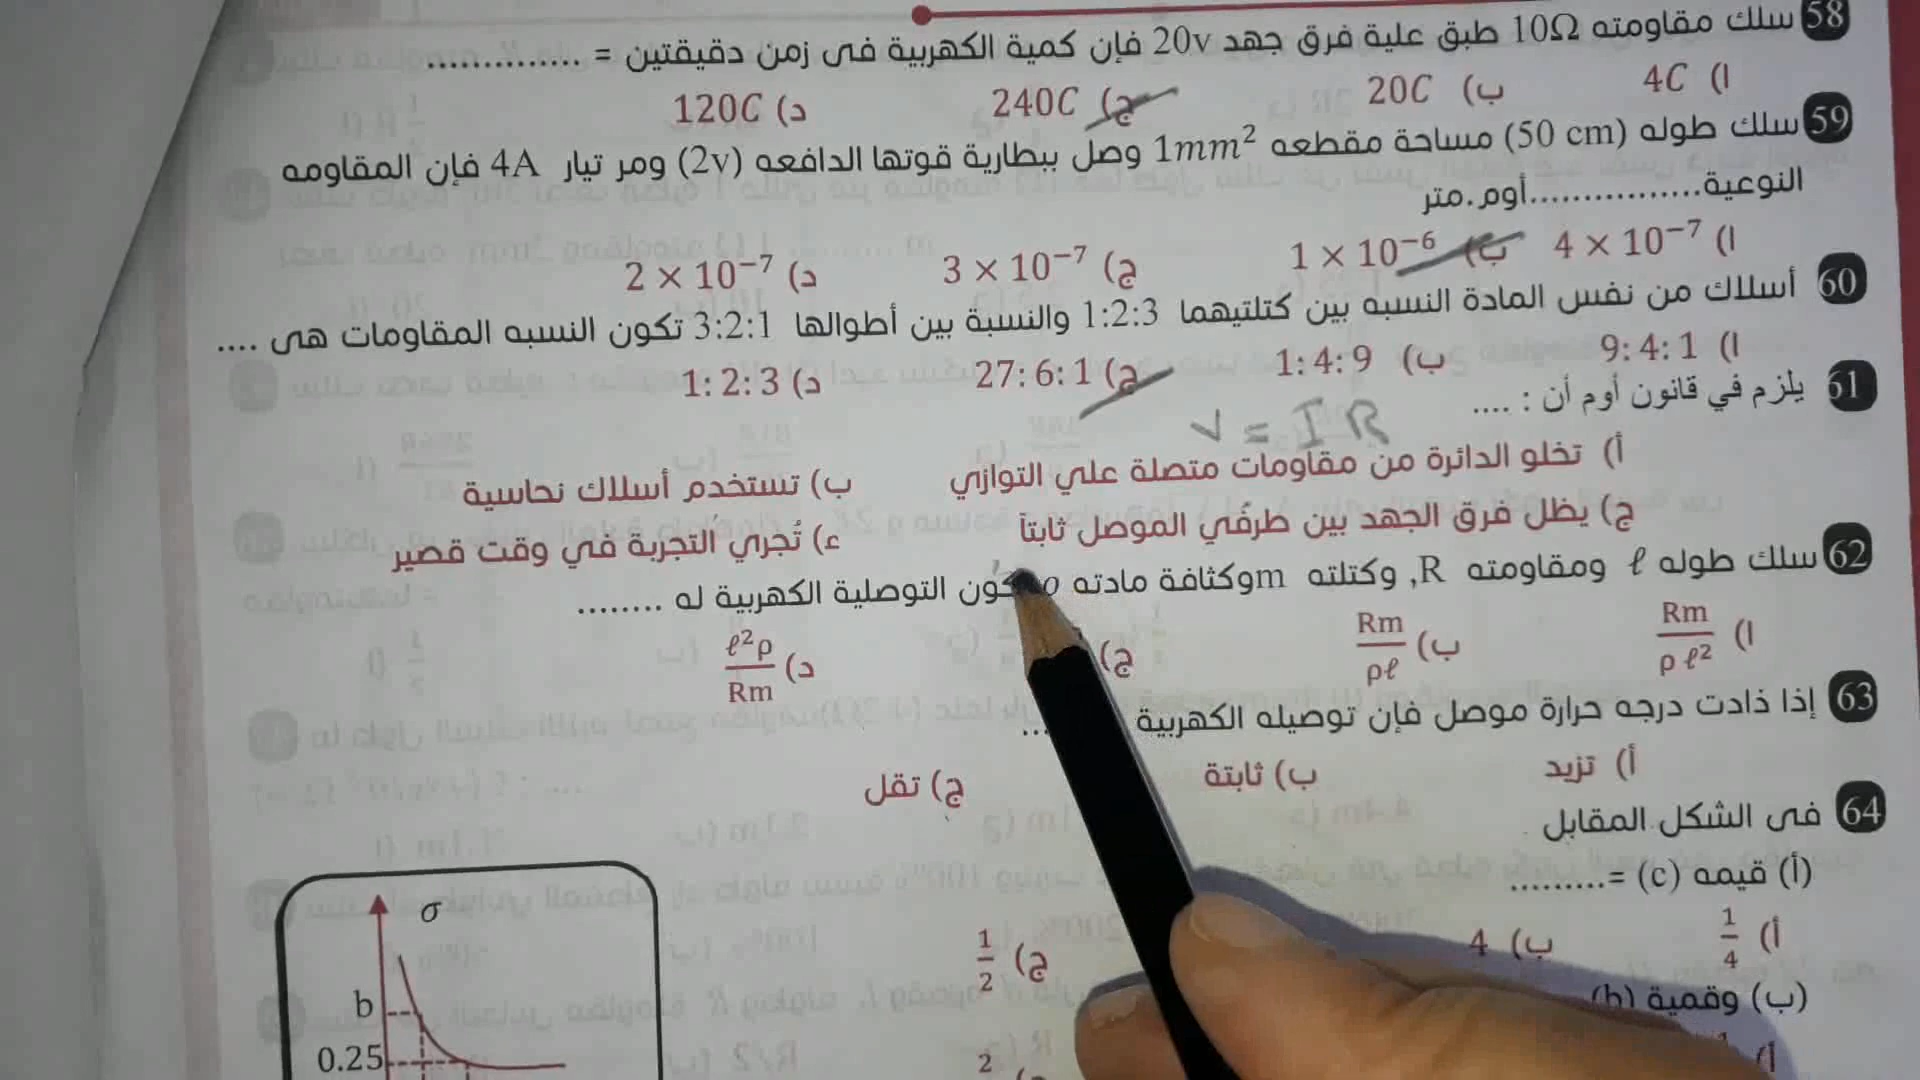 58 سلك مقاومته 10Ω طبق علية فرق جهد 20v فإن كمية الكهربية فى زمن دقيقتين = ..............
ا) 4C ب) 20C ج) 240C د) 120C
59 سلك طوله (50 cm) مساحة مقطعه 1mm² وصل ببطارية قوتها الدافعه (2v) ومر تيار 4A فإن المقاومه
النوعية.................أوم.متر
ا) 4 × 10⁻⁷ ب) 1 × 10⁻⁶ ج) 3 × 10⁻⁷ د) 2 × 10⁻⁷
60 أسلاك من نفس المادة النسبه بين كتلتيهما 1:2:3 والنسبة بين أطوالها 3:2:1 تكون النسبه المقاومات هى ....
ا) 9: 4: 1 ب) 1: 4: 9 ج) 27: 6: 1 د) 1: 2: 3
61 يلزم في قانون أوم أن : ....
V = I R
أ) تخلو الدائرة من مقاومات متصلة علي التوازي ب) تستخدم أسلاك نحاسية
ج) يظل فرق الجهد بين طرفي الموصل ثابتاً ء) تُجري التجربة في وقت قصير
62 سلك طوله ℓ ومقاومته R, وكتلته m وكثافة مادته التوصلية الكهربية له ........
ا) Rm/ρ ℓ² ب) Rm/ρℓ ج) د) ℓ²ρ/Rm
63 إذا ذادت درجه حرارة موصل فإن توصيله الكهربية ...
أ) تزيد ب) ثابتة ج) تقل
64 فى الشكل المقابل
(أ) قيمه (c) =.........
أ) 1/4 ب) 4 ج) 1/2
(ب) وقمية (b)
σ
b
0.25